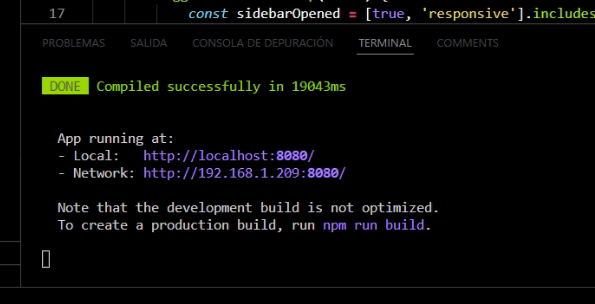 17 const sidebarOpened = [true, 'responsive'].includes
PROBLEMAS SALIDA CONSOLA DE DEPURACIÓN TERMINAL COMMENTS
DONE Compiled successfully in 19043ms
App running at:
- Local: http://localhost:8080/
- Network: http://192.168.1.209:8080/
Note that the development build is not optimized.
To create a production build, run npm run build.